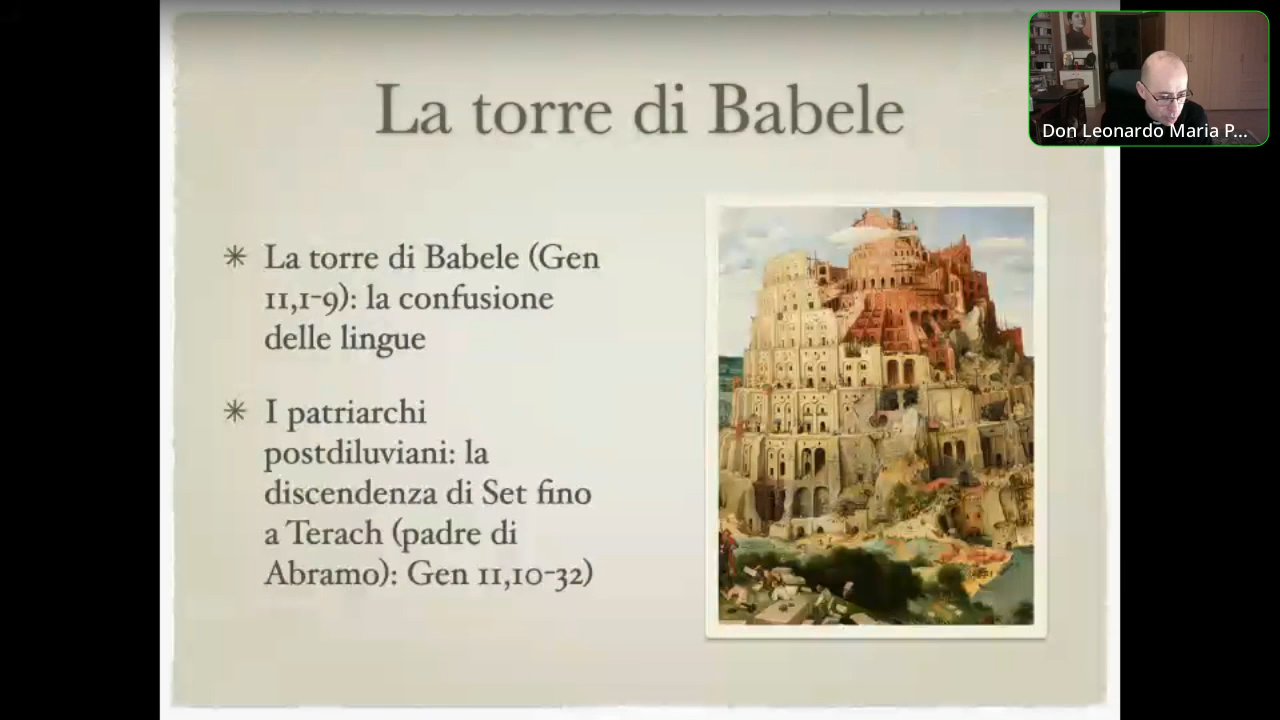 La torre di Babele
Don Leonardo Maria P...
La torre di Babele (Gen
11,1-9): la confusione
delle lingue
I patriarchi
postdiluviani: la
discendenza di Set fino
a Terach (padre di
Abramo): Gen 11,10-32)